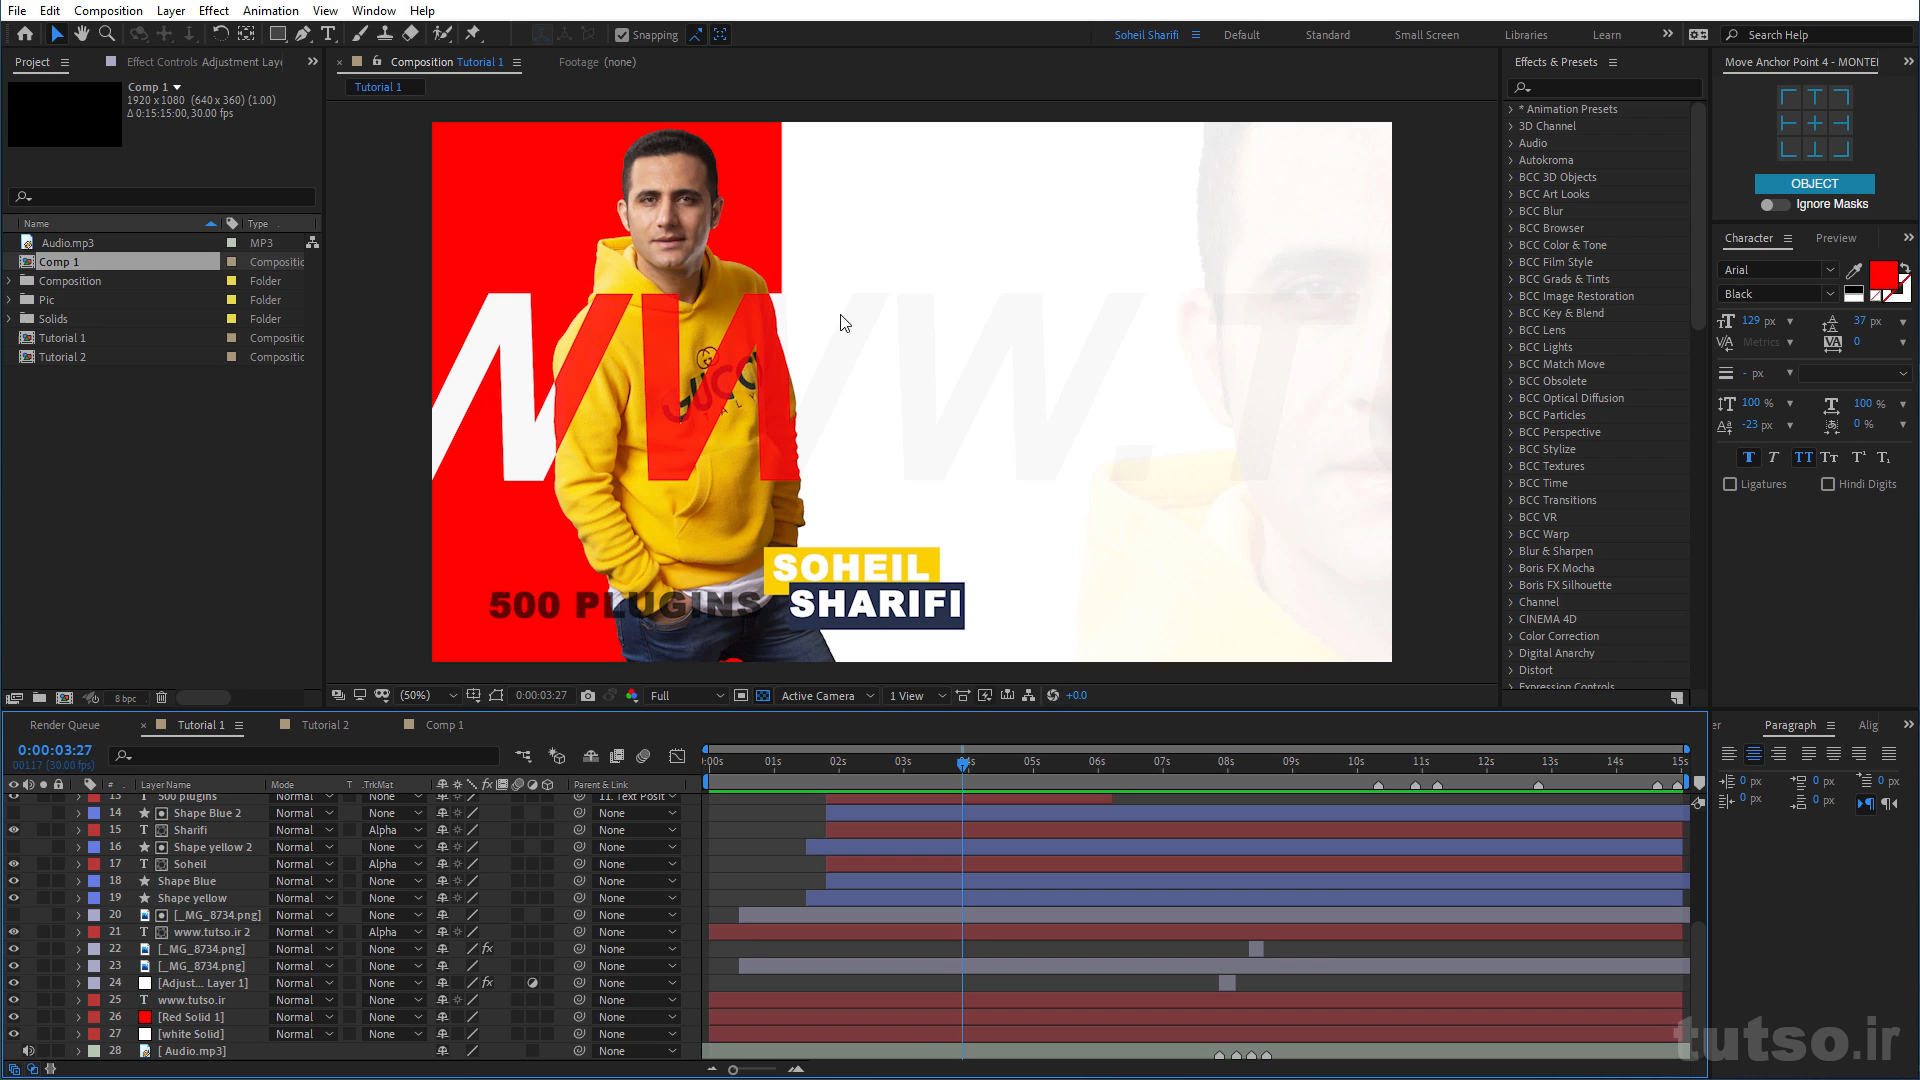 File Edit Composition Layer Effect Animation View Window Help
Snapping Soheil Sharifi Default Standard Small Screen Libraries Learn Search Help
Project Effect Controls Adjustment Laye
Comp 1
1920 x 1080 (640 x 360) (1.00)
Δ 0:15:15:00, 30.00 fps
Name Type
Audio.mp3 MP3
Comp 1 Compositic
Composition Folder
Pic Folder
Solids Folder
Tutorial 1 Compositic
Tutorial 2 Compositic
8 bpc
Composition Tutorial 1 Footage (none)
Tutorial 1
WWW.T
GUCCI
ITALY
500 PLUGINS
SOHEIL
SHARIFI
(50%) 0:00:03:27 Full Active Camera 1 View +0.0
Effects & Presets
* Animation Presets
3D Channel
Audio
Autokroma
BCC 3D Objects
BCC Art Looks
BCC Blur
BCC Browser
BCC Color & Tone
BCC Film Style
BCC Grads & Tints
BCC Image Restoration
BCC Key & Blend
BCC Lens
BCC Lights
BCC Match Move
BCC Obsolete
BCC Optical Diffusion
BCC Particles
BCC Perspective
BCC Stylize
BCC Textures
BCC Time
BCC Transitions
BCC VR
BCC Warp
Blur & Sharpen
Boris FX Mocha
Boris FX Silhouette
Channel
CINEMA 4D
Color Correction
Digital Anarchy
Distort
Expression Controls
Move Anchor Point 4 - MONTEI
OBJECT
Ignore Masks
Character Preview
Arial
Black
129 px 37 px
Metrics 0
- px
100 % 100 %
-23 px 0 %
T T TT Tт T¹ T₁
Ligatures Hindi Digits
Paragraph Alig
0 px 0 px 0 px
0 px 0 px
Render Queue Tutorial 1 Tutorial 2 Comp 1
0:00:03:27
00117 (30.00 fps)
# Layer Name Mode T .TrkMat Parent & Link
:00s 01s 02s 03s 04s 05s 06s 07s 08s 09s 10s 11s 12s 13s 14s 15s
13 T 500 plugins Normal None 11. Text Posit
14 Shape Blue 2 Normal None None
15 T Sharifi Normal Alpha None
16 Shape yellow 2 Normal None None
17 T Soheil Normal Alpha None
18 Shape Blue Normal None None
19 Shape yellow Normal None None
20 [_MG_8734.png] Normal None None
21 T www.tutso.ir 2 Normal Alpha None
22 [_MG_8734.png] Normal None fx None
23 [_MG_8734.png] Normal None None
24 [Adjust... Layer 1] Normal None fx None
25 T www.tutso.ir Normal None None
26 [Red Solid 1] Normal None None
27 [white Solid] Normal None None
28 [ Audio.mp3] None
tutso.ir